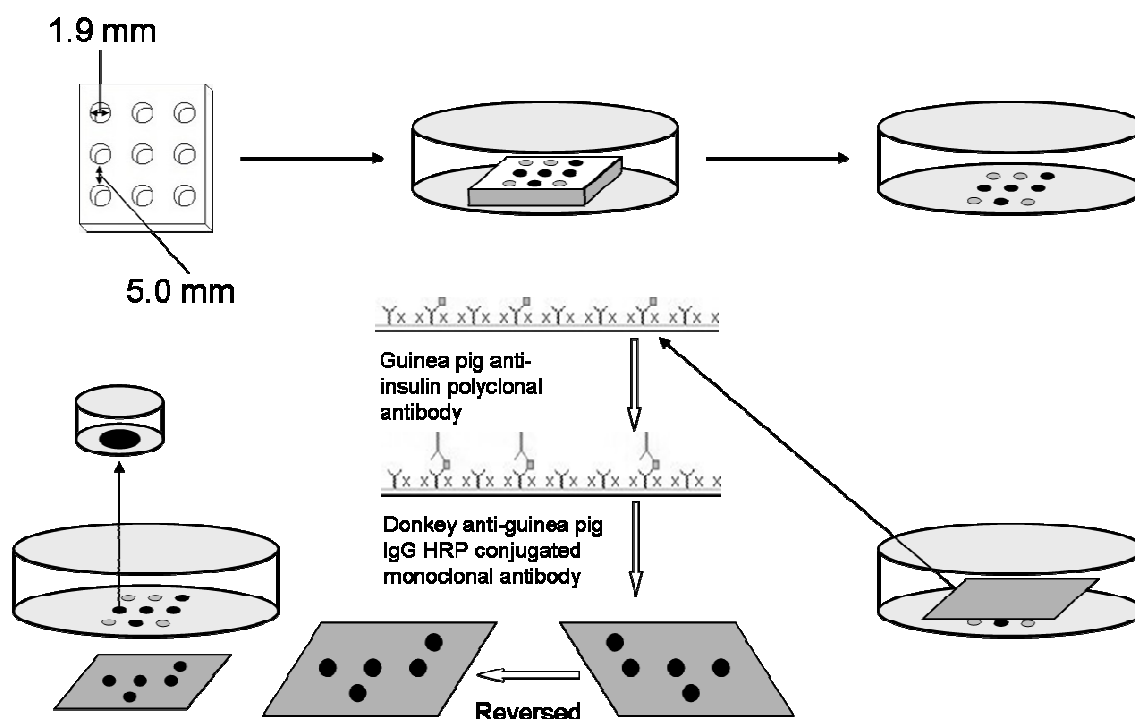 1.9 mm
5.0 mm
Guinea pig anti-
insulin polyclonal
antibody
Donkey anti-guinea pig
IgG HRP conjugated
monoclonal antibody
Reversed